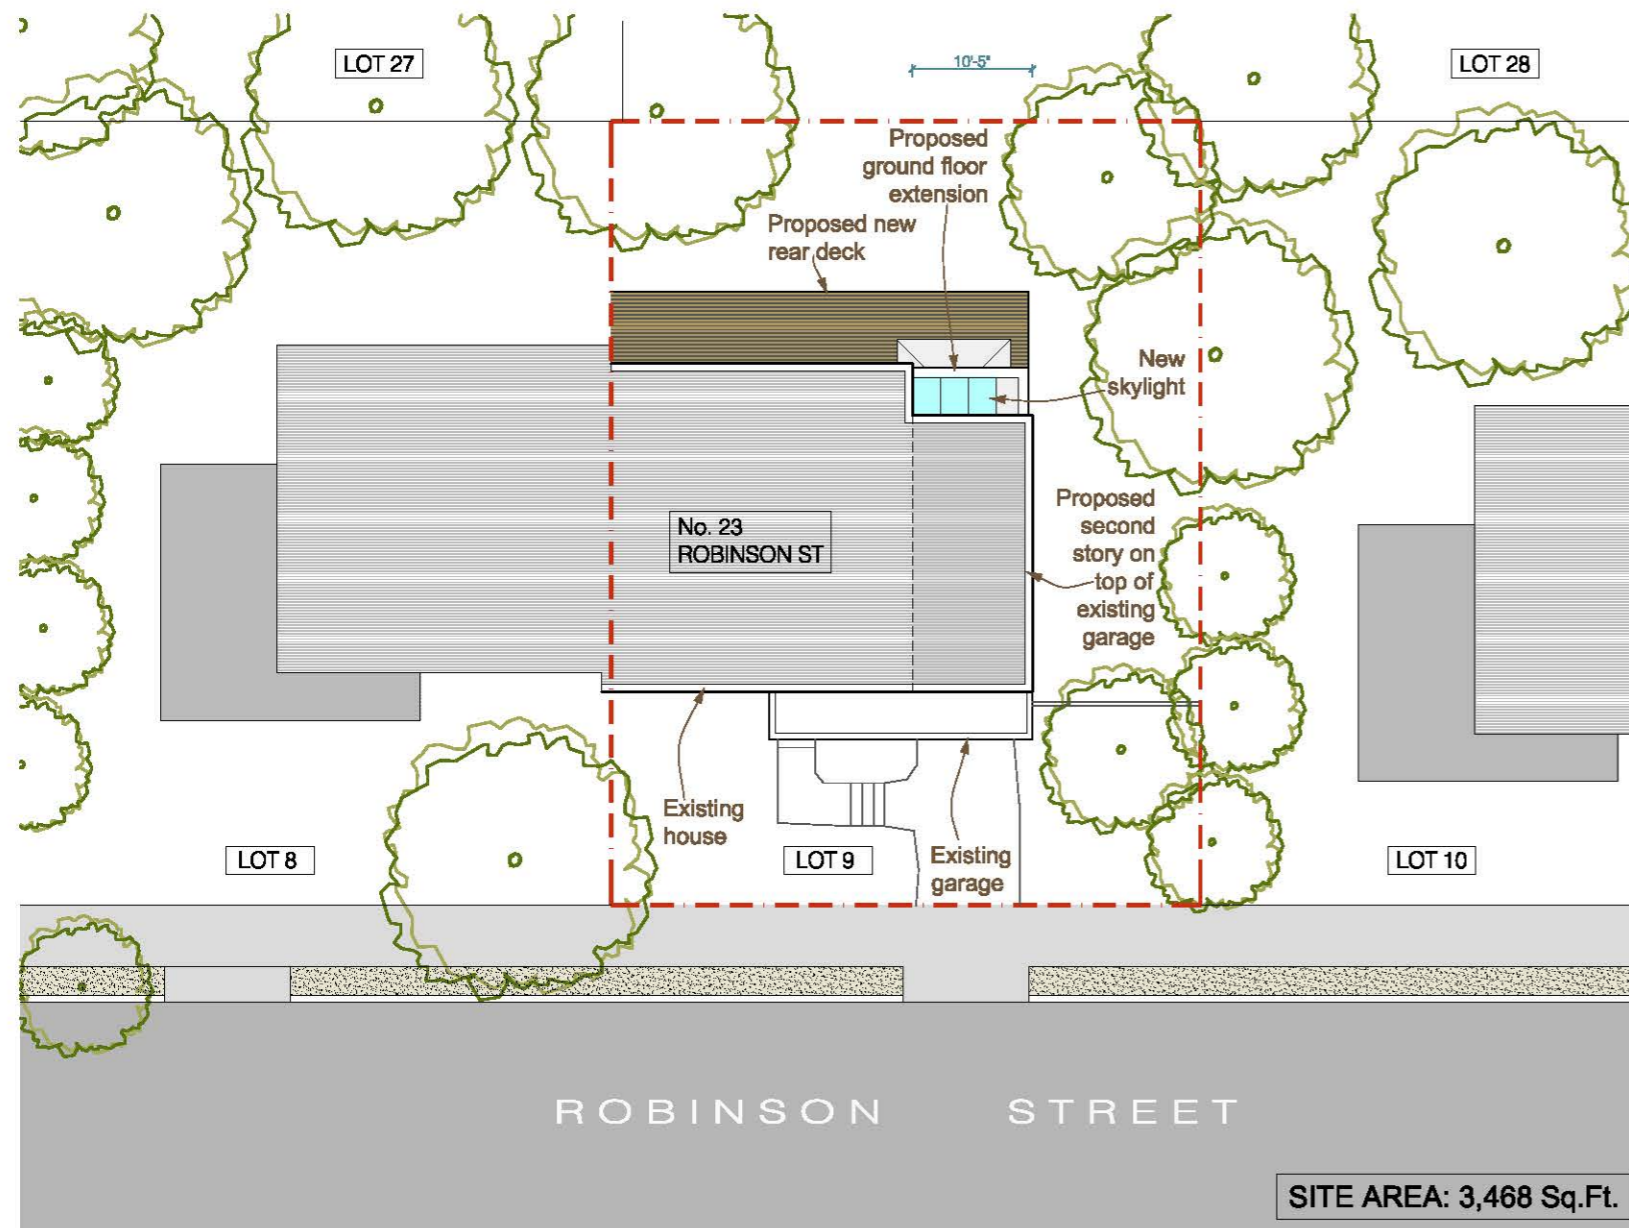 LOT 27
10'-5"
LOT 28
Proposed
ground floor
extension
Proposed new
rear deck
New
skylight
No. 23
ROBINSON ST
Proposed
second
story on
top of
existing
garage
Existing
house
LOT 8
LOT 9
Existing
garage
LOT 10
ROBINSON STREET
SITE AREA: 3,468 Sq.Ft.